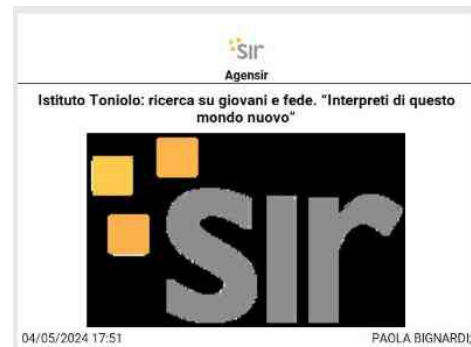 SIr
Agensir
Istituto Toniolo: ricerca su giovani e fede. "Interpreti di questo
mondo nuovo"
sır
04/05/2024 17:51
PAOLA BIGNARDI;